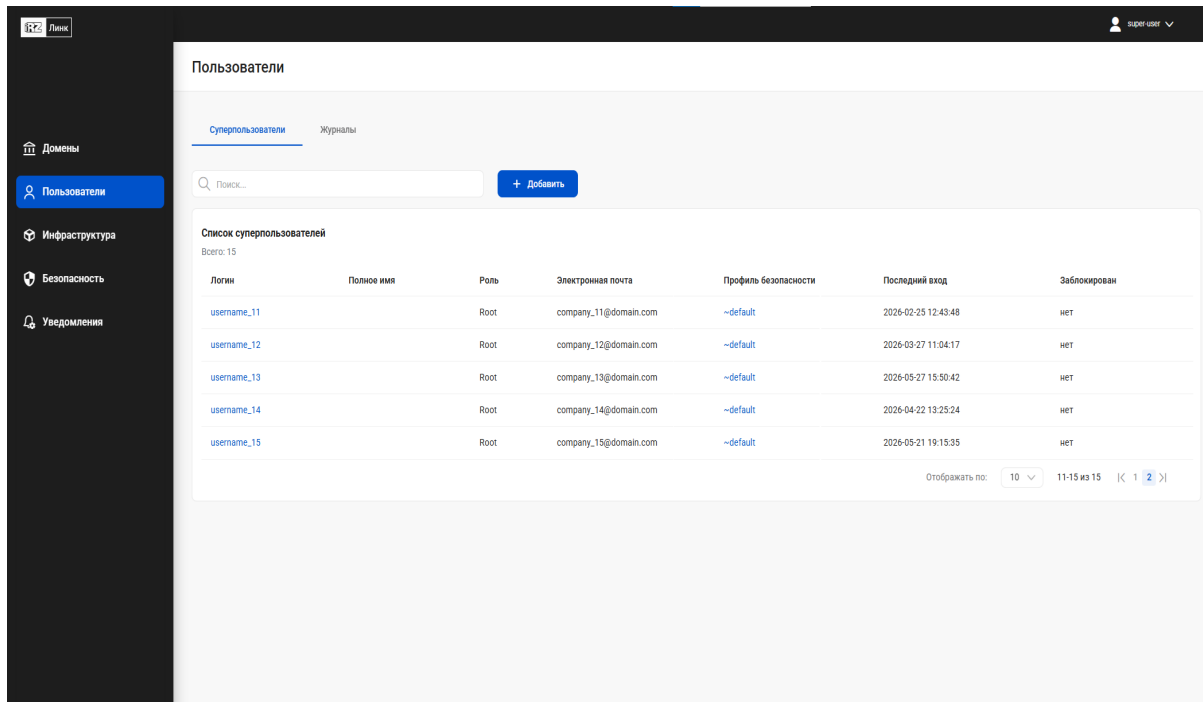 iRZ Линк
super-user
Пользователи
Домены
Пользователи
Инфраструктура
Безопасность
Уведомления
Суперпользователи Журналы
Поиск...
+ Добавить
Список суперпользователей
Всего: 15
Логин Полное имя Роль Электронная почта Профиль безопасности Последний вход Заблокирован
username_11 Root company_11@domain.com ~default 2026-02-25 12:43:48 нет
username_12 Root company_12@domain.com ~default 2026-03-27 11:04:17 нет
username_13 Root company_13@domain.com ~default 2026-05-27 15:50:42 нет
username_14 Root company_14@domain.com ~default 2026-04-22 13:25:24 нет
username_15 Root company_15@domain.com ~default 2026-05-21 19:15:35 нет
Отображать по: 10 11-15 из 15 1 2